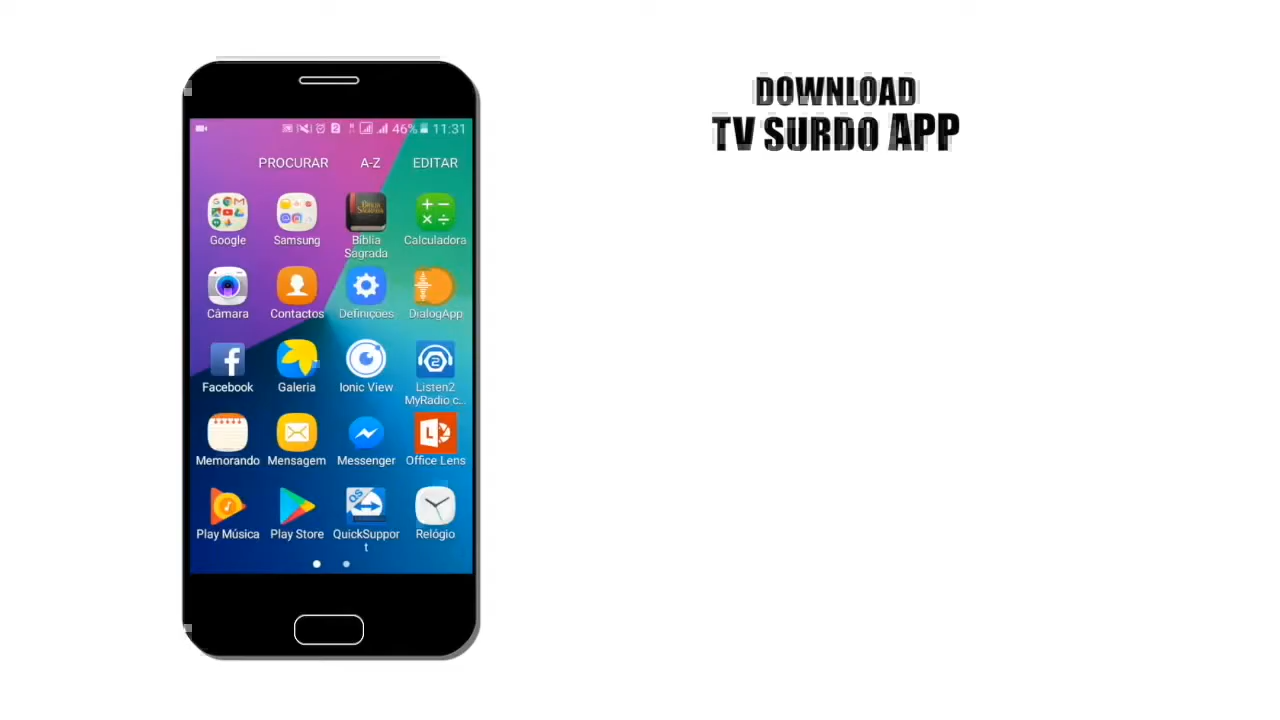 DOWNLOAD
TV SURDO APP
46% 11:31
PROCURAR A-Z EDITAR
Google Samsung Bíblia Sagrada Calculadora
Câmara Contactos Definições DialogApp
Facebook Galeria Ionic View Listen2 MyRadio c...
Memorando Mensagem Messenger Office Lens
Play Música Play Store QuickSupport Relógio